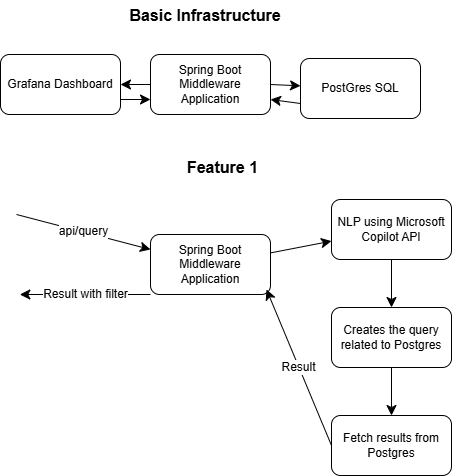 Basic Infrastructure
Grafana Dashboard
Spring Boot
Middleware
Application
PostGres SQL
Feature 1
api/query
Spring Boot
Middleware
Application
Result with filter
NLP using Microsoft
Copilot API
Creates the query
related to Postgres
Result
Fetch results from
Postgres